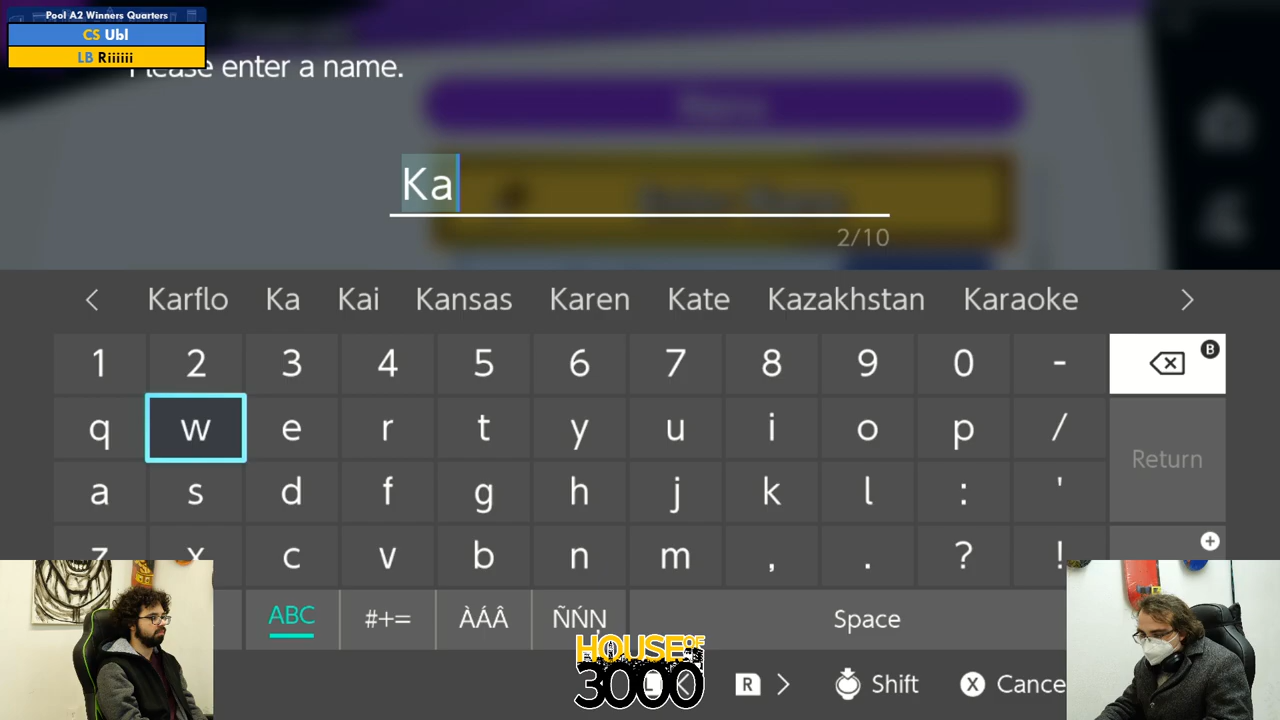 Pool A2 Winners Quarters
CS Ubl
LB Riiiiii
Please enter a name.
Ka
2/10
Karflo Ka Kai Kansas Karen Kate Kazakhstan Karaoke
1 2 3 4 5 6 7 8 9 0 - B
q w e r t y u i o p / Return
a s d f g h j k l : '
z x c v b n m , . ? ! +
ABC #+= ÀÁÂ ÑŃŅ Space
HOUSE OF
3000
L R Shift X Cance